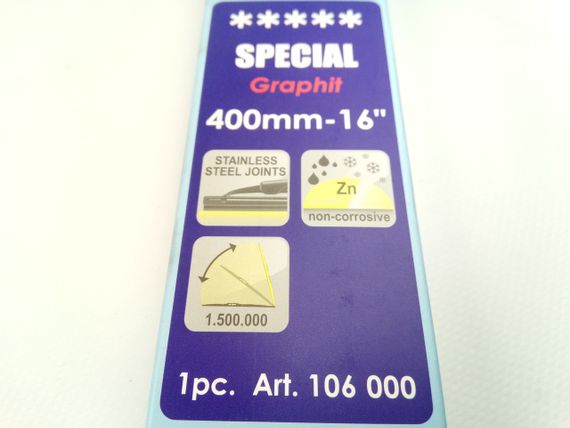 *****
SPECIAL
Graphit
400mm-16"
STAINLESS
STEEL JOINTS
Zn
non-corrosive
1.500.000
1pc. Art. 106 000